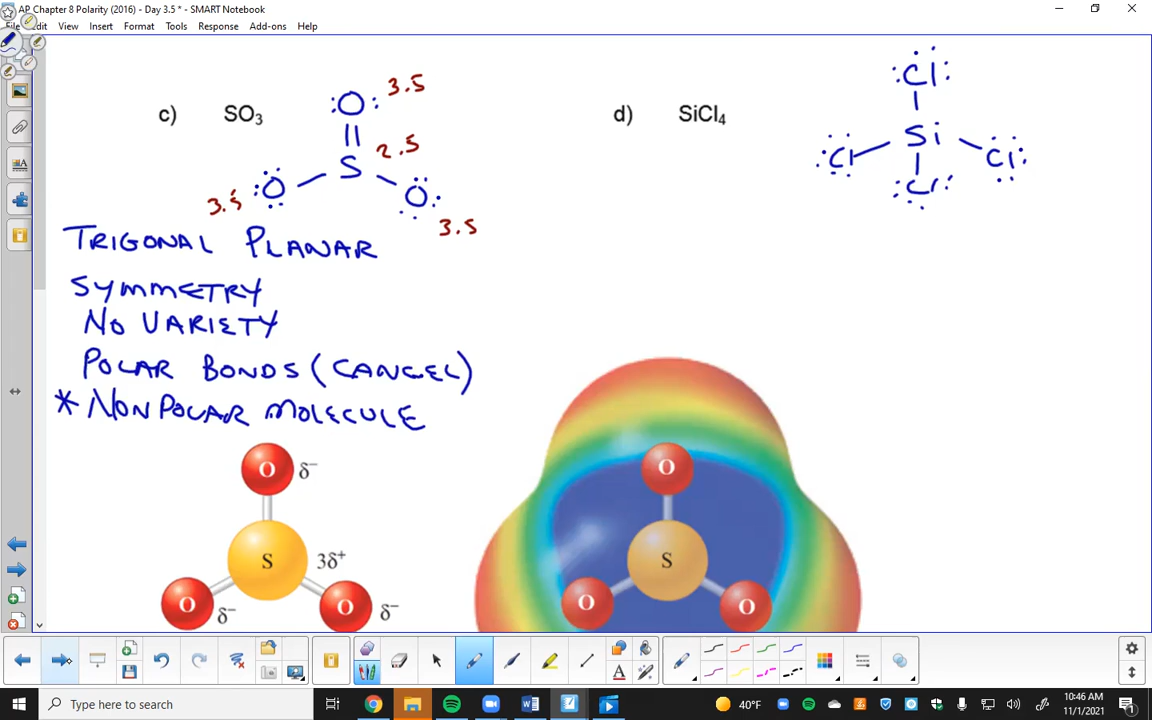 AP Chapter 8 Polarity (2016) - Day 3.5 * - SMART Notebook
Edit View Insert Format Tools Support Add-ons Help
c) SO₃
:O: 3.5
S 2.5
3.5 :O
O: 3.5
TRIGONAL PLANAR
SYMMETRY
NO VARIETY
POLAR BONDS (CANCEL)
* NONPOLAR MOLECULE
d) SiCl₄
:Cl:
:Cl Si Cl:
:Cl:
O δ⁻
S 3δ⁺
O δ⁻ O δ⁻
O
S
O O
A
Type here to search
40°F
10:46 AM
11/1/2021
1